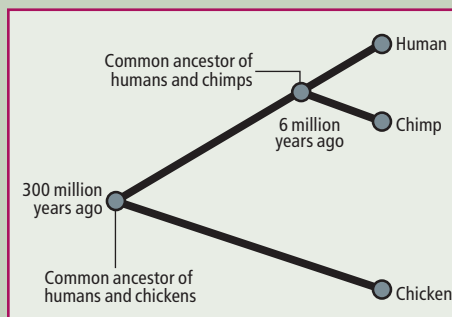 Human
Common ancestor of
humans and chimps
6 million
years ago
Chimp
300 million
years ago
Common ancestor of
humans and chickens
Chicken